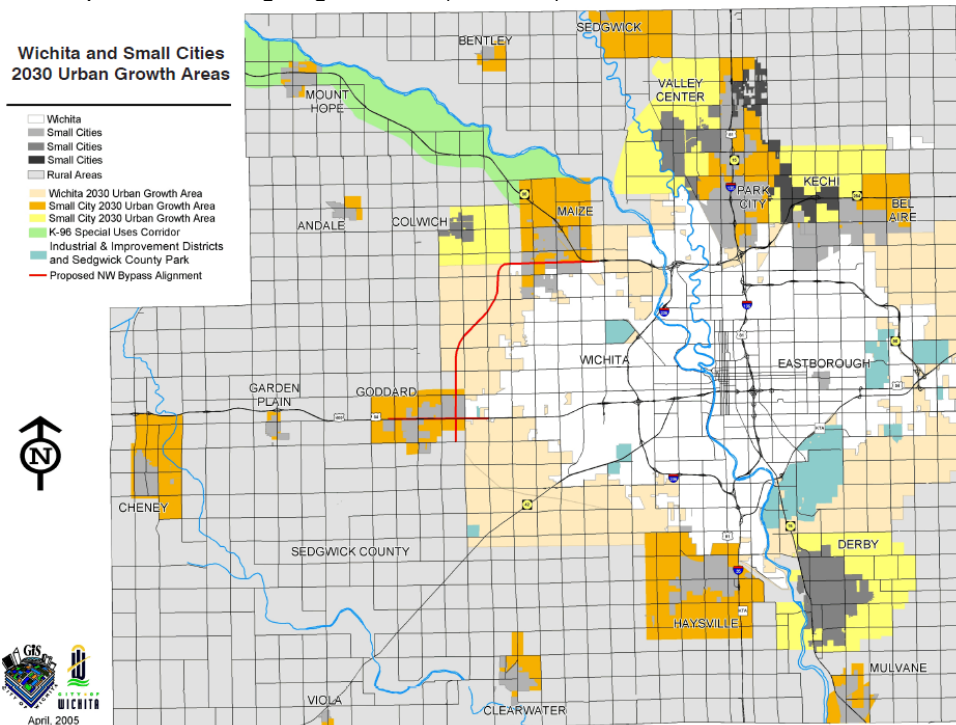 Wichita and Small Cities
2030 Urban Growth Areas
Wichita
Small Cities
Small Cities
Small Cities
Rural Areas
Wichita 2030 Urban Growth Area
Small City 2030 Urban Growth Area
Small City 2030 Urban Growth Area
K-96 Special Uses Corridor
Industrial & Improvement Districts
and Sedgwick County Park
Proposed NW Bypass Alignment
SEDGWICK
BENTLEY
MOUNT
HOPE
VALLEY
CENTER
KECHI
PARK
CITY
BEL
AIRE
MAIZE
ANDALE
COLWICH
WICHITA
EASTBOROUGH
GARDEN
PLAIN
GODDARD
N
CHENEY
SEDGWICK COUNTY
DERBY
HAYSVILLE
MULVANE
CLEARWATER
VIOLA
GIS
CITY OF
WICHITA
April, 2005